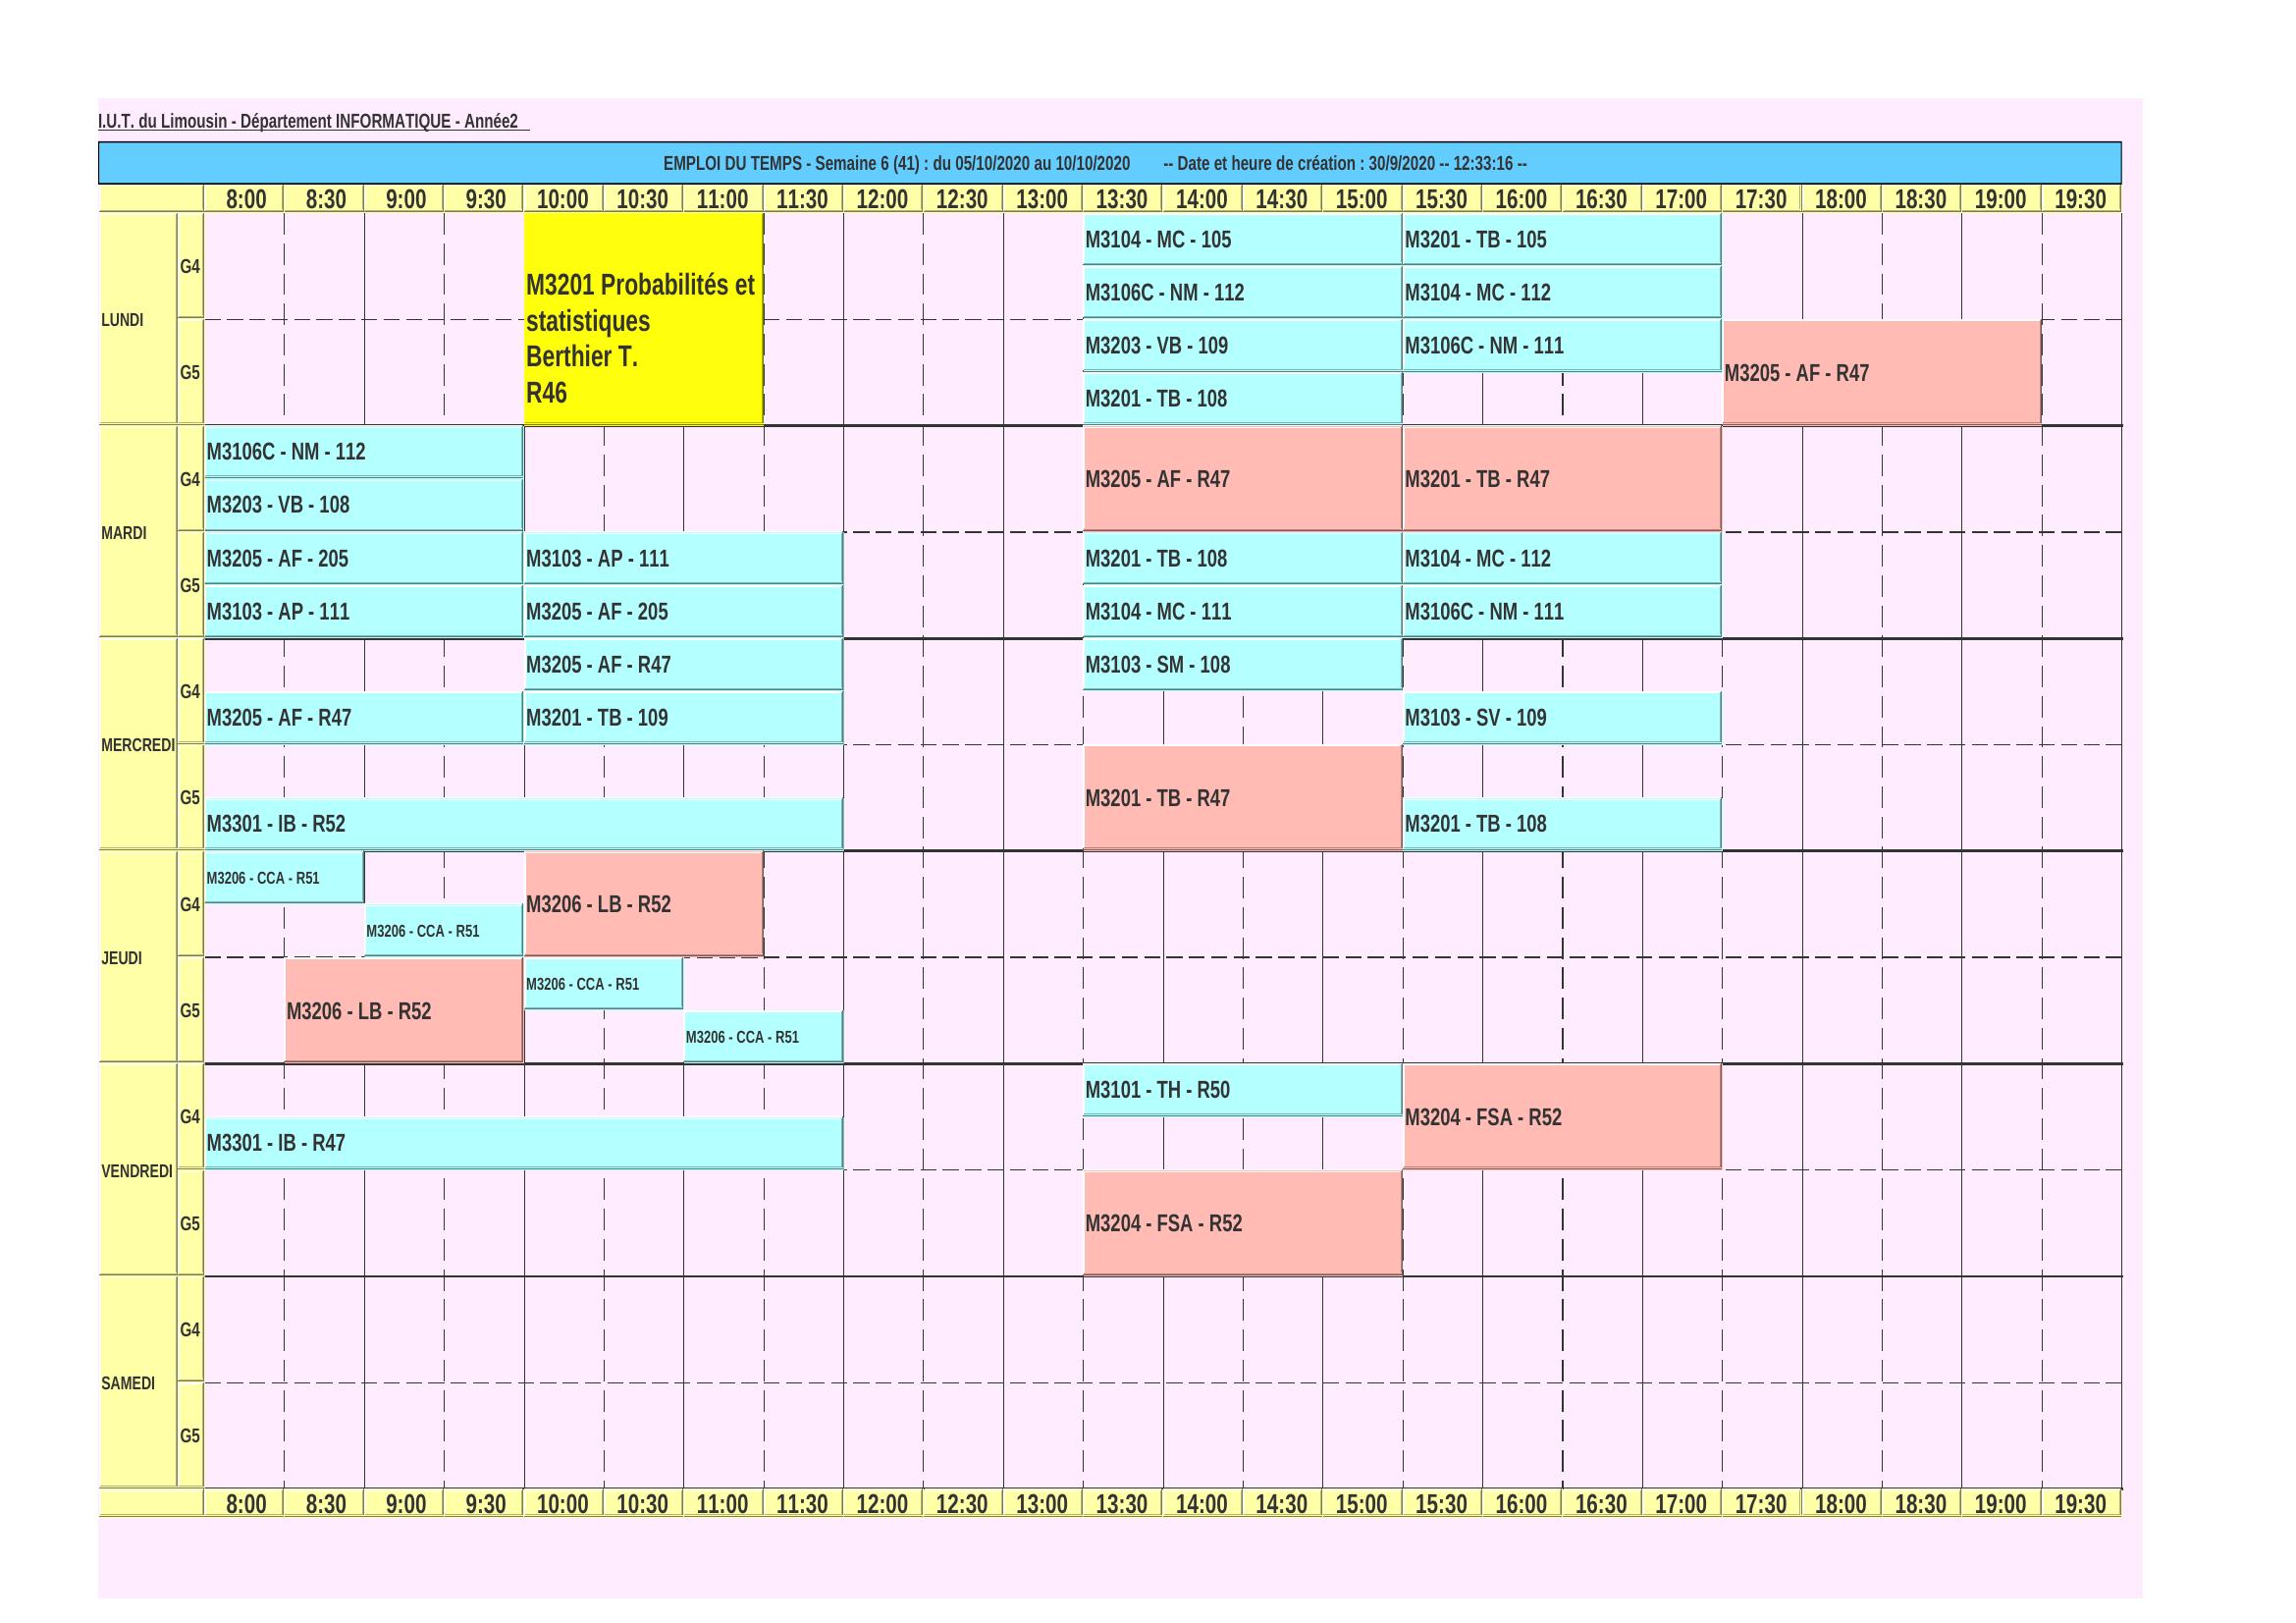 I.U.T. du Limousin - Département INFORMATIQUE - Année2
EMPLOI DU TEMPS - Semaine 6 (41) : du 05/10/2020 au 10/10/2020 -- Date et heure de création : 30/9/2020 -- 12:33:16 --
8:00 8:30 9:00 9:30 10:00 10:30 11:00 11:30 12:00 12:30 13:00 13:30 14:00 14:30 15:00 15:30 16:00 16:30 17:00 17:30 18:00 18:30 19:00 19:30
LUNDI
G4
M3201 Probabilités et
statistiques
Berthier T.
R46
M3104 - MC - 105 M3201 - TB - 105
M3106C - NM - 112 M3104 - MC - 112
G5
M3203 - VB - 109 M3106C - NM - 111
M3201 - TB - 108
M3205 - AF - R47
MARDI
G4
M3106C - NM - 112
M3203 - VB - 108
M3205 - AF - R47 M3201 - TB - R47
G5
M3205 - AF - 205 M3103 - AP - 111 M3201 - TB - 108 M3104 - MC - 112
M3103 - AP - 111 M3205 - AF - 205 M3104 - MC - 111 M3106C - NM - 111
MERCREDI
G4
M3205 - AF - R47 M3103 - SM - 108
M3205 - AF - R47 M3201 - TB - 109 M3103 - SV - 109
G5
M3201 - TB - R47
M3301 - IB - R52 M3201 - TB - 108
JEUDI
G4
M3206 - CCA - R51
M3206 - LB - R52
M3206 - CCA - R51
G5
M3206 - CCA - R51
M3206 - LB - R52
M3206 - CCA - R51
VENDREDI
G4
M3101 - TH - R50
M3204 - FSA - R52
M3301 - IB - R47
G5
M3204 - FSA - R52
SAMEDI
G4
G5
8:00 8:30 9:00 9:30 10:00 10:30 11:00 11:30 12:00 12:30 13:00 13:30 14:00 14:30 15:00 15:30 16:00 16:30 17:00 17:30 18:00 18:30 19:00 19:30